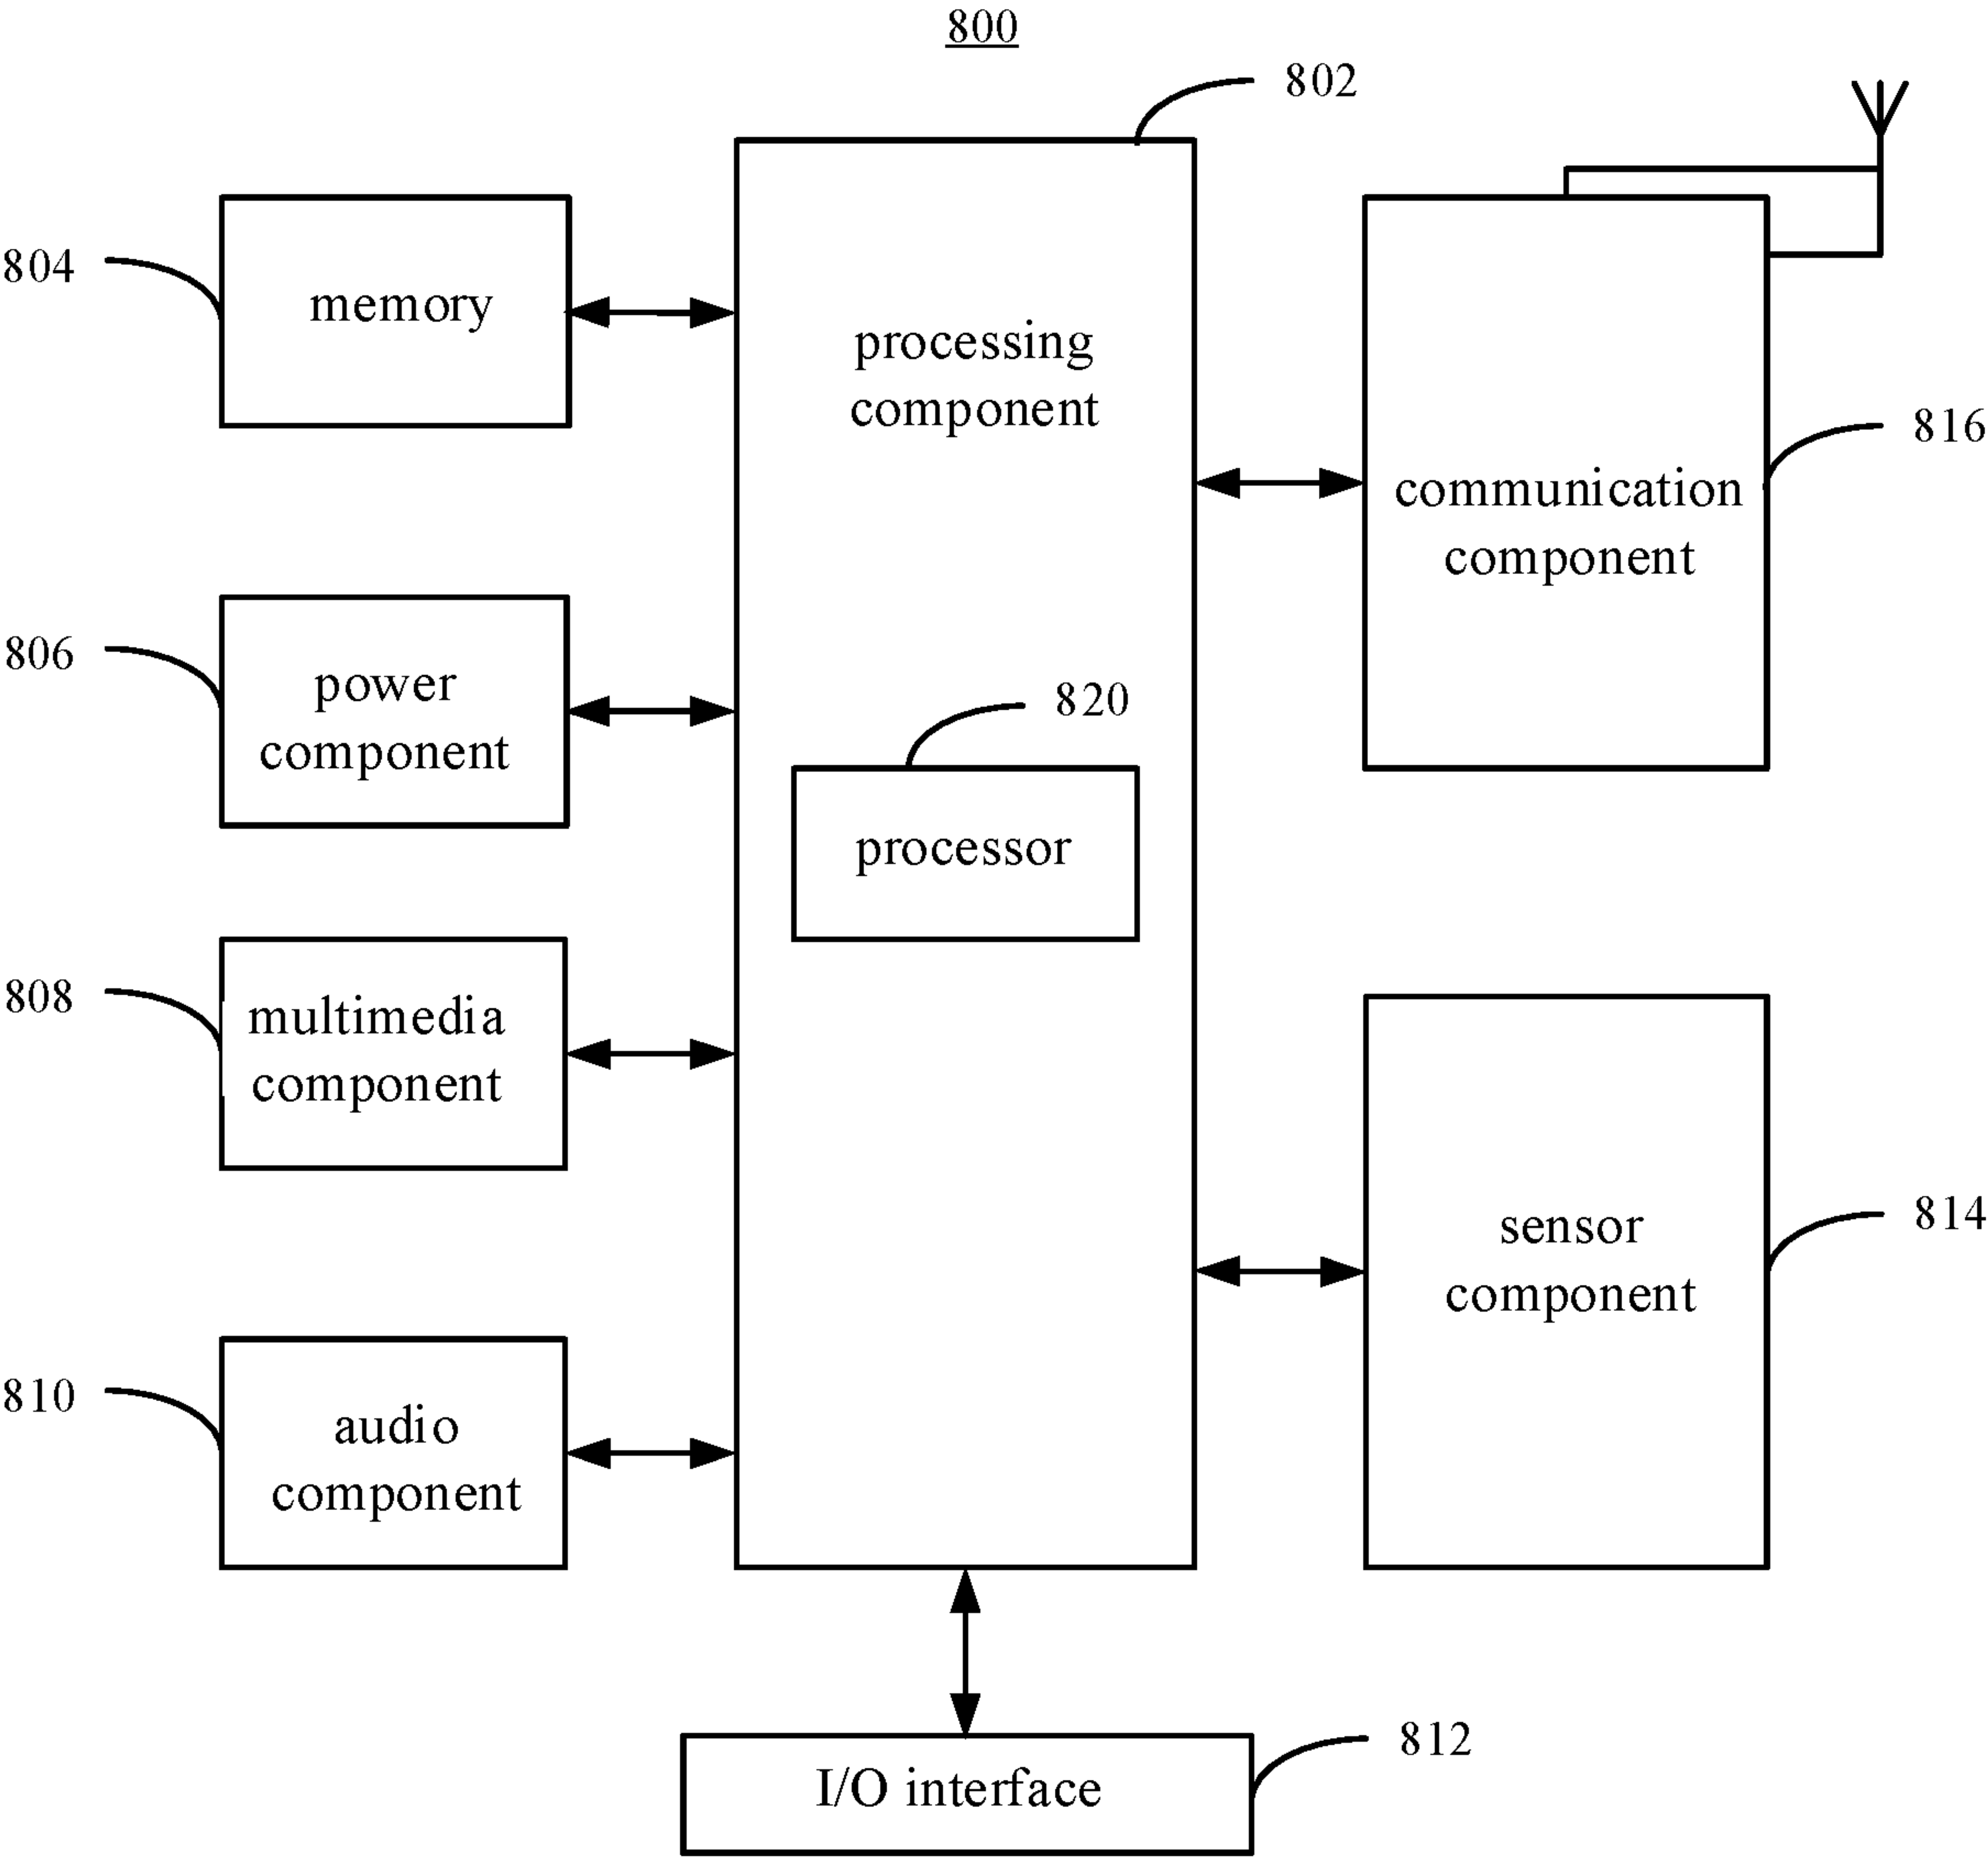 800
802
804
memory
processing
component
816
communication
component
806
power
component
820
processor
808
multimedia
component
814
sensor
component
810
audio
component
812
I/O interface